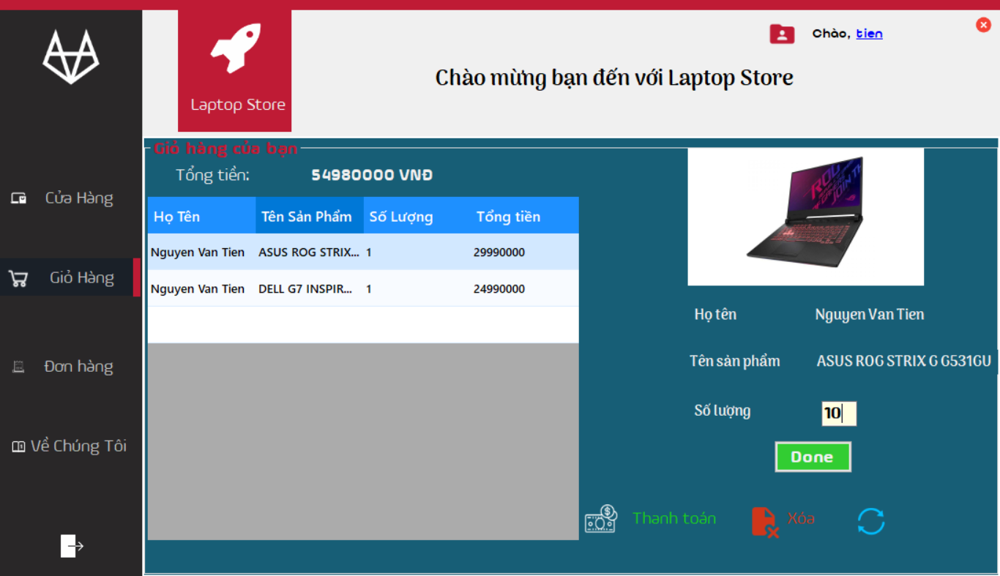 Chào, tien
Chào mừng bạn đến với Laptop Store
Laptop Store
Cửa Hàng
Giỏ Hàng
Đơn hàng
Về Chúng Tôi
Giỏ hàng của bạn
Tổng tiền: 54980000 VNĐ
Họ Tên Tên Sản Phẩm Số Lượng Tổng tiền
Nguyen Van Tien ASUS ROG STRIX... 1 29990000
Nguyen Van Tien DELL G7 INSPIR... 1 24990000
ROG
JOIN TH
Họ tên Nguyen Van Tien
Tên sản phẩm ASUS ROG STRIX G G531GU
Số lượng 10
Done
Thanh toán Xóa